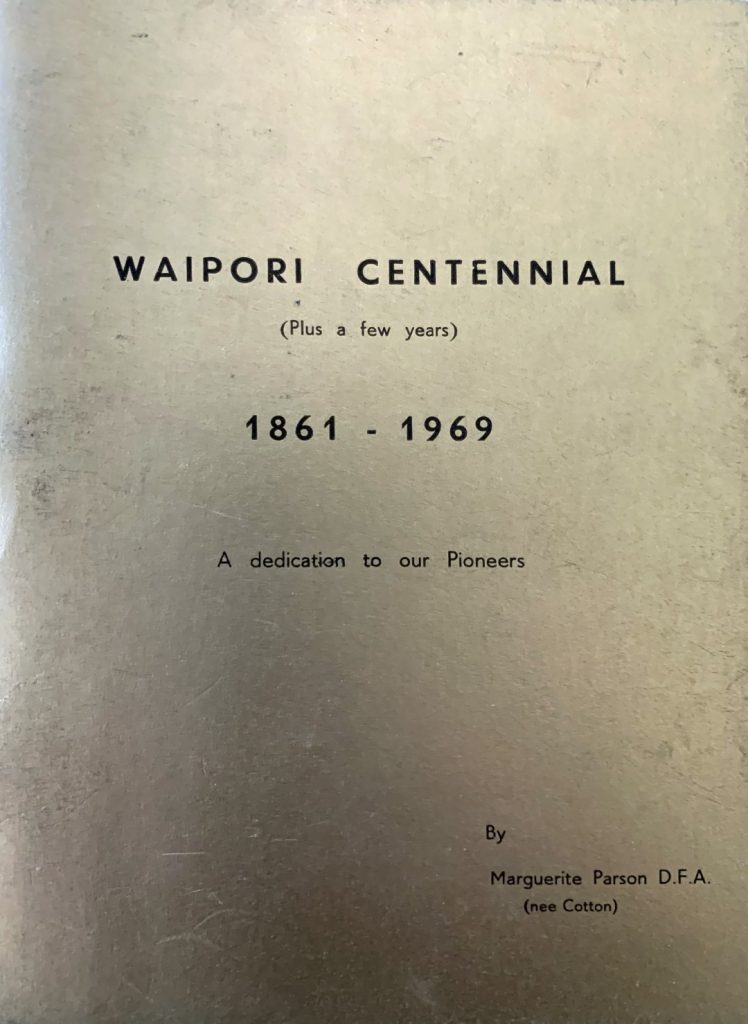 WAIPORI CENTENNIAL
(Plus a few years)
1861 - 1969
A dedication to our Pioneers
By
Marguerite Parson D.F.A.
(nee Cotton)